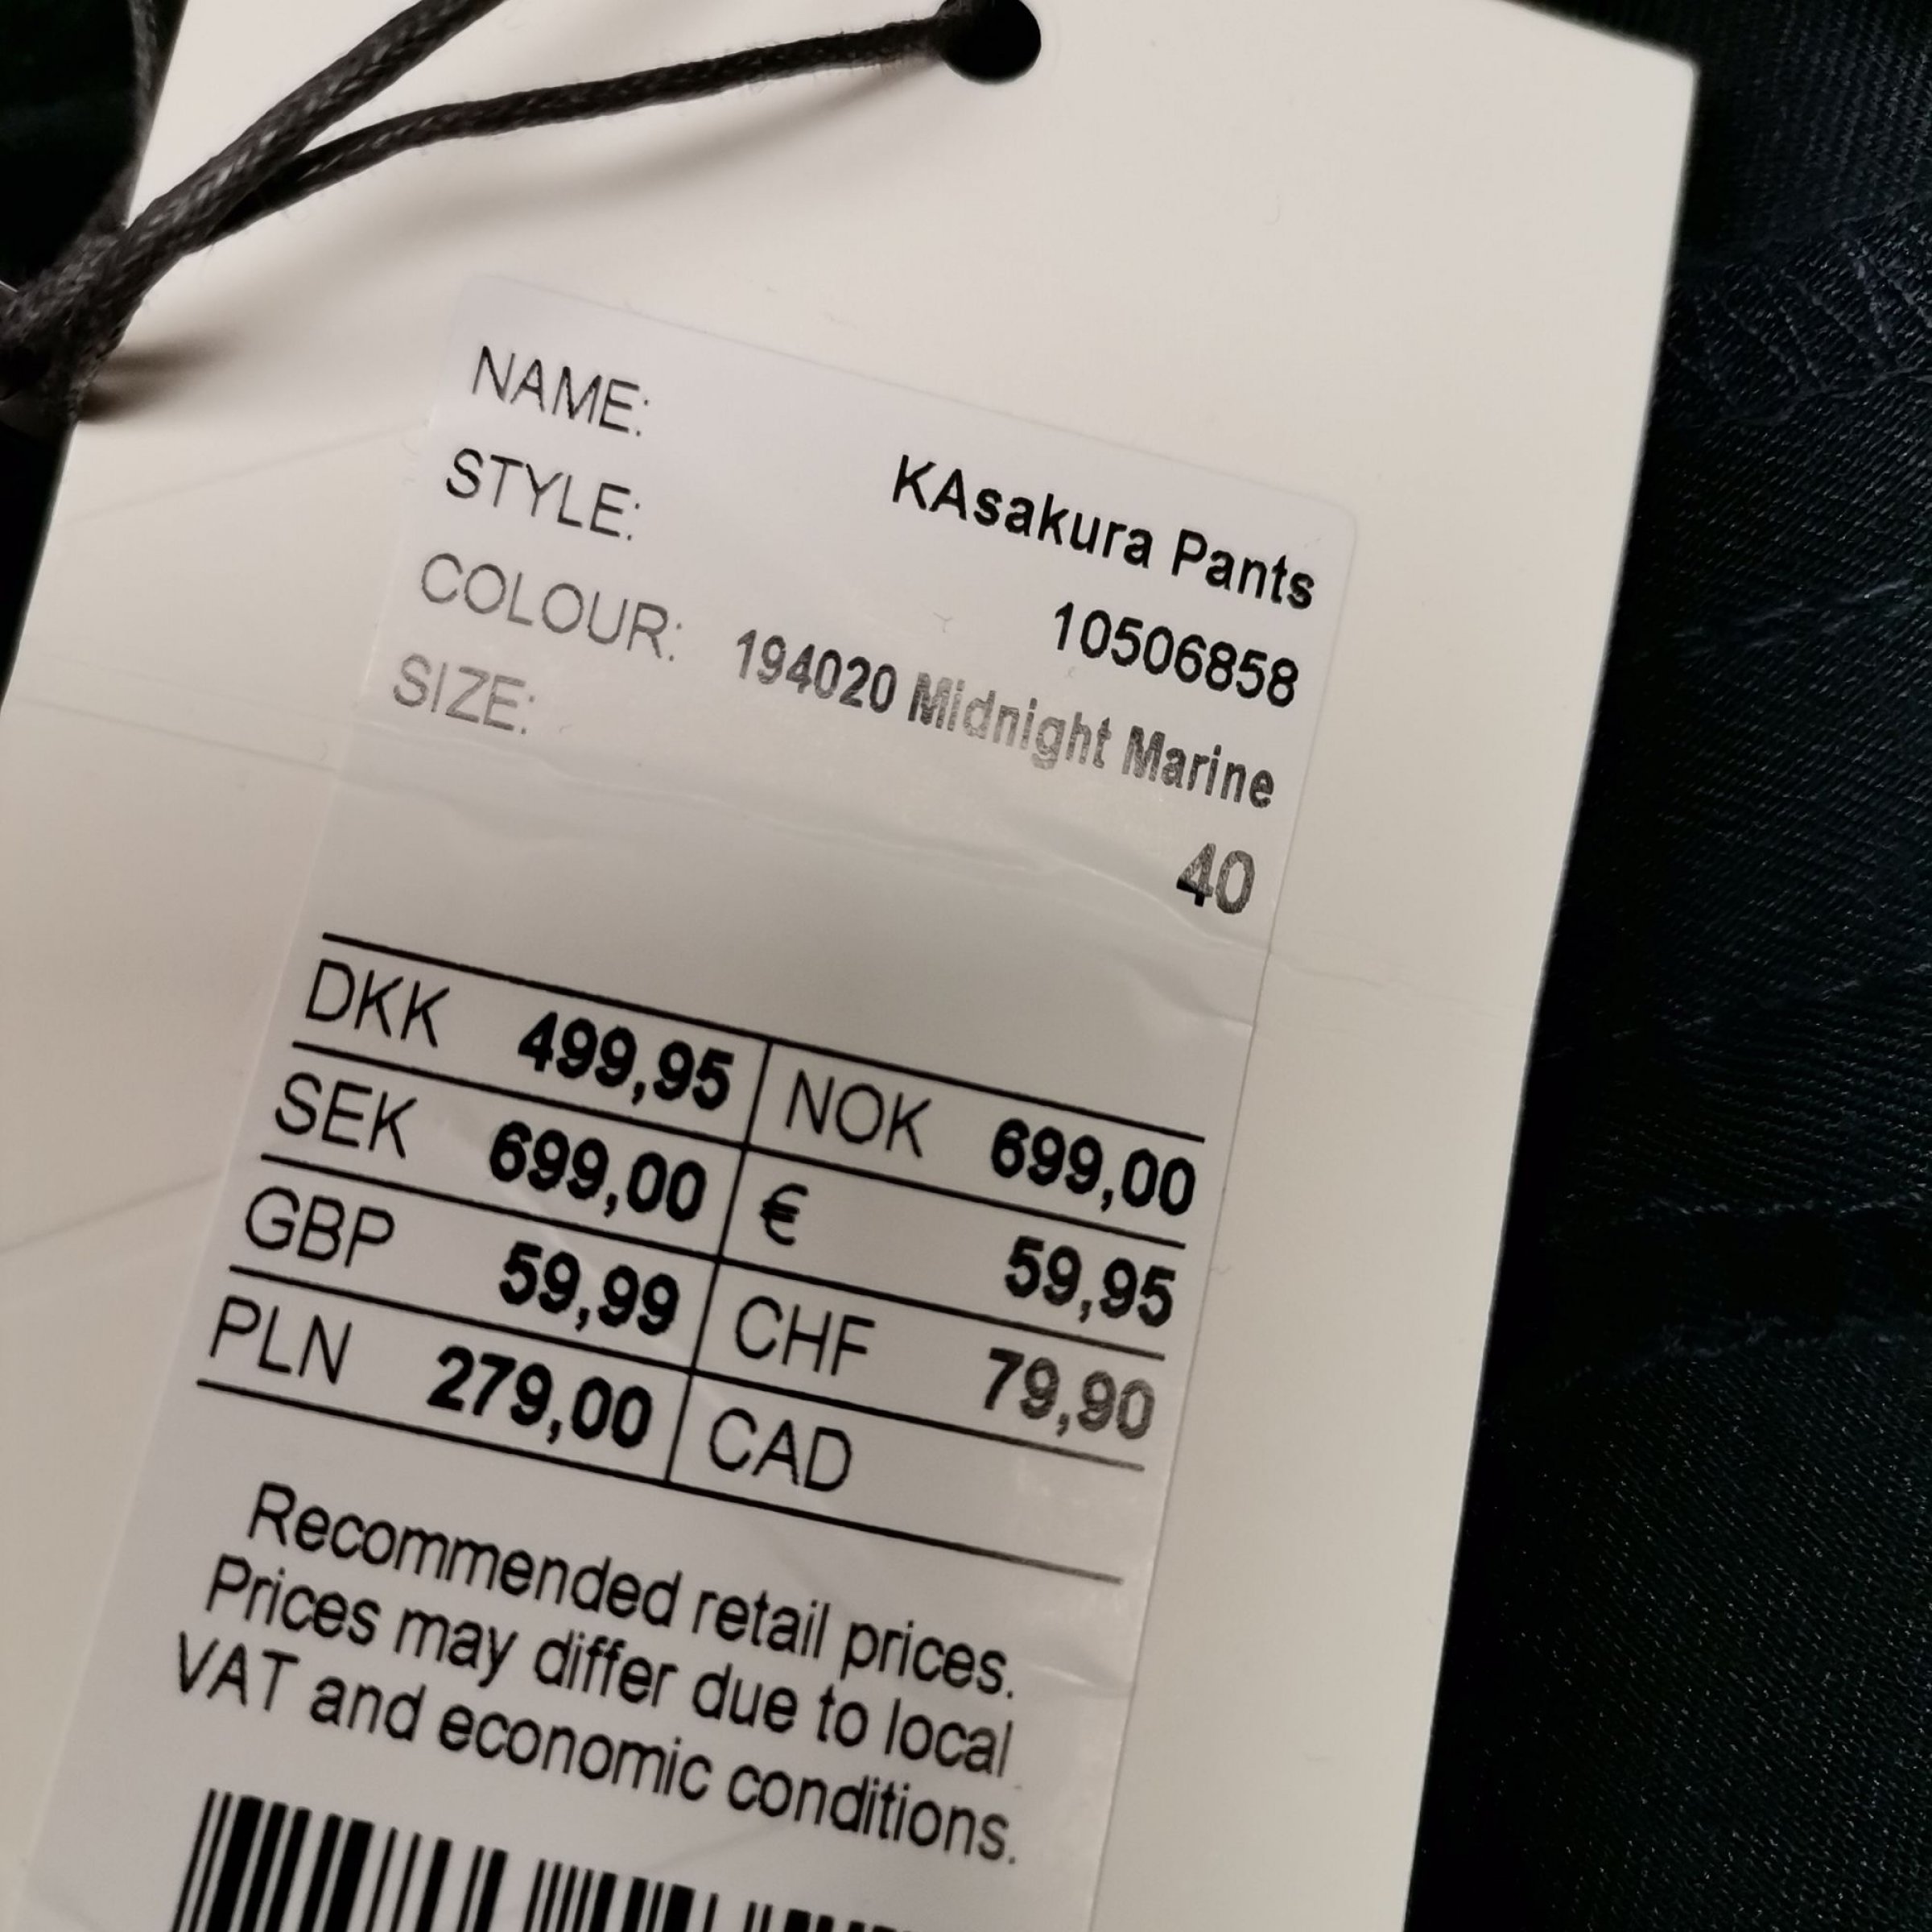 NAME: KAsakura Pants
STYLE: 10506858
COLOUR: 194020 Midnight Marine
SIZE: 40
DKK 499,95 NOK 699,00
SEK 699,00 € 59,95
GBP 59,99 CHF 79,90
PLN 279,00 CAD
Recommended retail prices.
Prices may differ due to local
VAT and economic conditions.